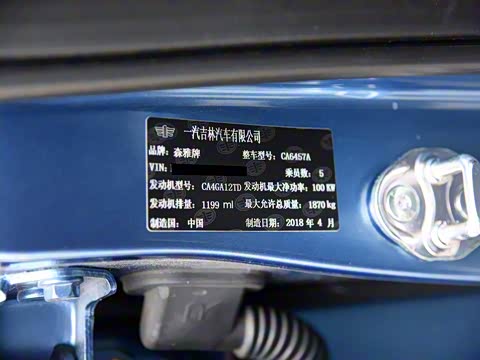 一汽吉林汽车有限公司
品牌：森雅牌 整车型号：CA6457A
VIN: 乘员数：5
发动机型号：CA4GA12TD 发动机最大净功率：100 KW
发动机排量：1199 ml 最大允许总质量：1870 kg
制造国：中国 制造日期：2018 年 4 月